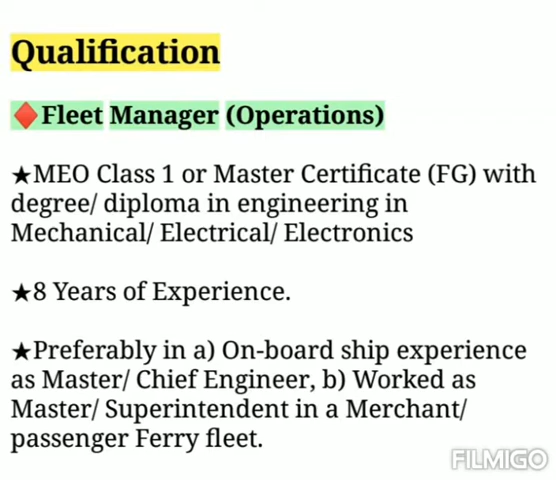 Qualification
♦Fleet Manager (Operations)
★MEO Class 1 or Master Certificate (FG) with
degree/ diploma in engineering in
Mechanical/ Electrical/ Electronics
★8 Years of Experience.
★Preferably in a) On-board ship experience
as Master/ Chief Engineer, b) Worked as
Master/ Superintendent in a Merchant/
passenger Ferry fleet.
FILMIGO